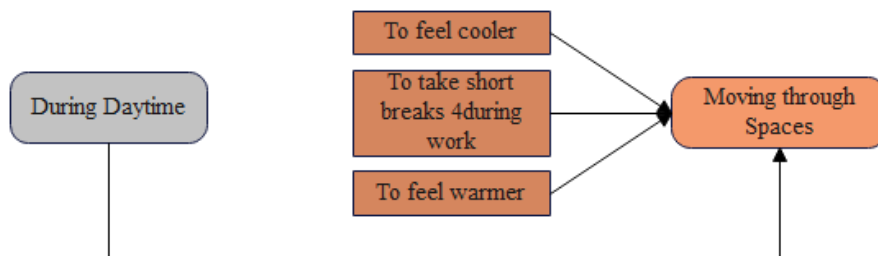 During Daytime
To feel cooler
To take short
breaks 4during
work
To feel warmer
Moving through
Spaces